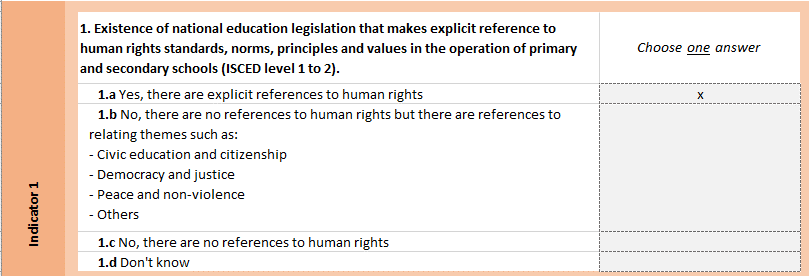 1. Existence of national education legislation that makes explicit reference to
human rights standards, norms, principles and values in the operation of primary
and secondary schools (ISCED level 1 to 2).
Choose one answer
1.a Yes, there are explicit references to human rights
x
1.b No, there are no references to human rights but there are references to
relating themes such as:
- Civic education and citizenship
- Democracy and justice
- Peace and non-violence
- Others
1.c No, there are no references to human rights
1.d Don't know
Indicator 1